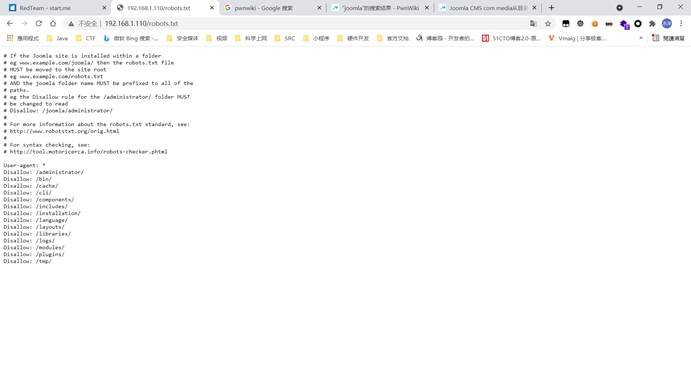 RedTeam - start.me
192.168.1.110/robots.txt
pwnwiki - Google 搜索
"joomla"的搜索结果 - PwnWiki
Joomla CMS com media从目录
不安全 | 192.168.1.110/robots.txt
應用程式
Java
CTF
微软 Bing 搜索 -...
安全媒体
视频
科学上网
SRC
小程序
硬件开发
官方文档
博客园 - 开发者的...
51CTO博客2.0-原...
Vmaig | 分享极客...
»
閱讀清單
# If the Joomla site is installed within a folder
# eg www.example.com/joomla/ then the robots.txt file
# MUST be moved to the site root
# eg www.example.com/robots.txt
# AND the joomla folder name MUST be prefixed to all of the
# paths.
# eg the Disallow rule for the /administrator/ folder MUST
# be changed to read
# Disallow: /joomla/administrator/
#
# For more information about the robots.txt standard, see:
# http://www.robotstxt.org/orig.html
#
# For syntax checking, see:
# http://tool.motoricerca.info/robots-checker.phtml
User-agent: *
Disallow: /administrator/
Disallow: /bin/
Disallow: /cache/
Disallow: /cli/
Disallow: /components/
Disallow: /includes/
Disallow: /installation/
Disallow: /language/
Disallow: /layouts/
Disallow: /libraries/
Disallow: /logs/
Disallow: /modules/
Disallow: /plugins/
Disallow: /tmp/